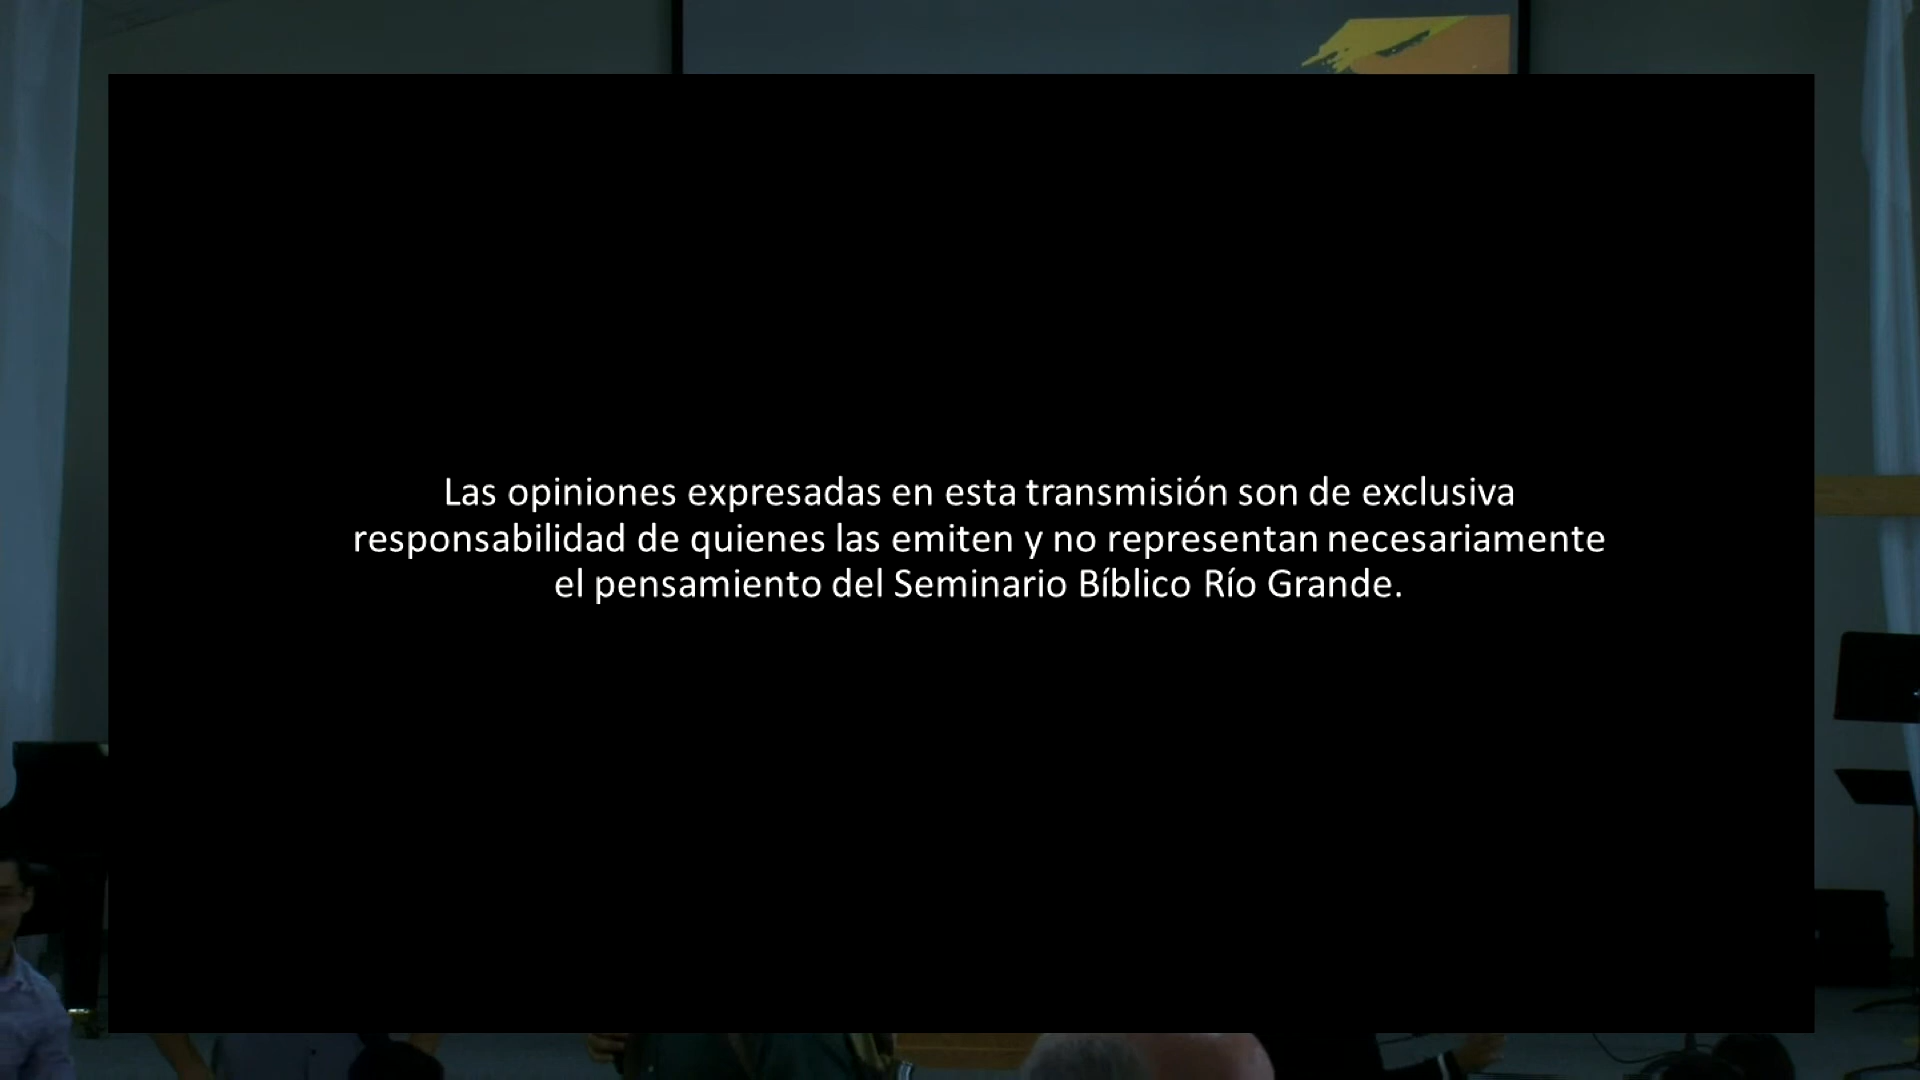 Las opiniones expresadas en esta transmisión son de exclusiva
responsabilidad de quienes las emiten y no representan necesariamente
el pensamiento del Seminario Bíblico Río Grande.